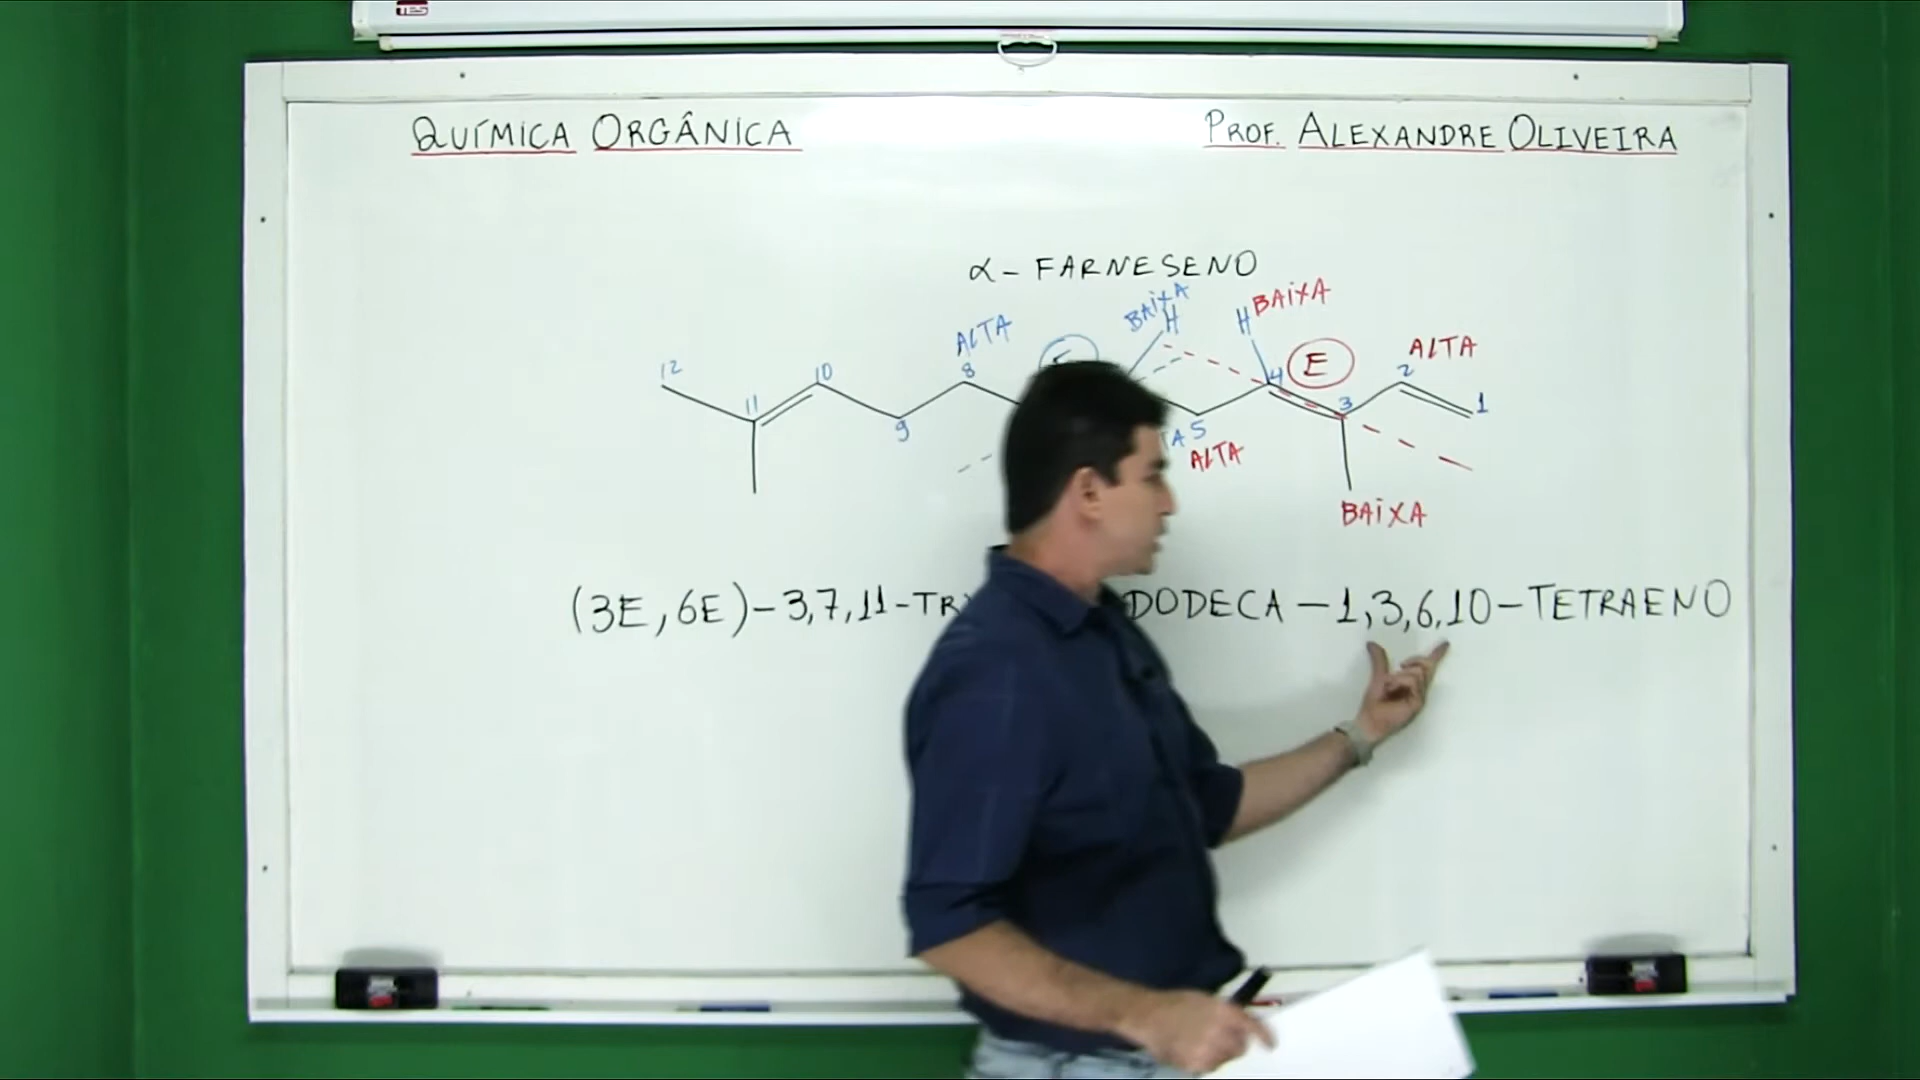 QUÍMICA ORGÂNICA
PROF. ALEXANDRE OLIVEIRA
α - FARNESENO
BAIXA
H
H BAIXA
ALTA
E
ALTA
12
10
8
4
2
11
3
1
9
5
ALTA
BAIXA
(3E, 6E) - 3,7,11 - DODECA - 1,3,6,10 - TETRAENO